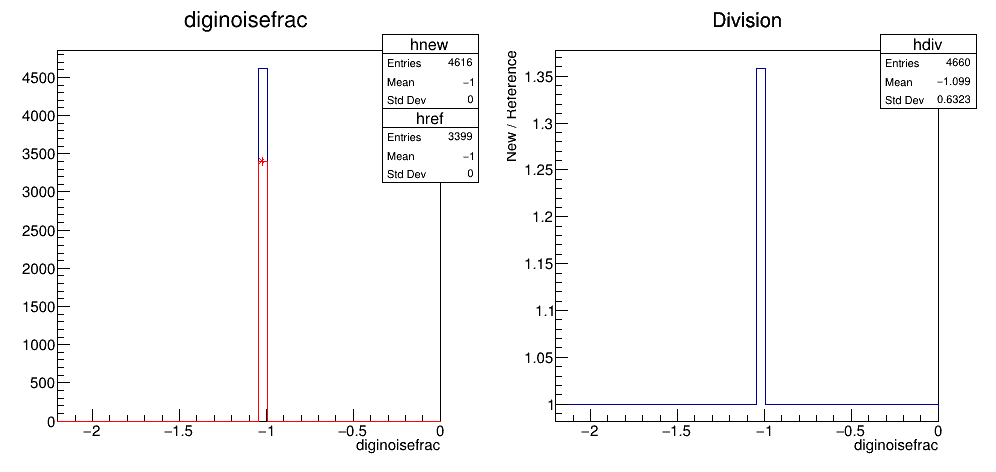 diginoisefrac
hnew
Entries 4616
Mean −1
Std Dev 0
href
Entries 3399
Mean −1
Std Dev 0
4500
4000
3500
3000
2500
2000
1500
1000
500
0
−2 −1.5 −1 −0.5 0
diginoisefrac
Division
hdiv
Entries 4660
Mean −1.099
Std Dev 0.6323
New / Reference
1.35
1.3
1.25
1.2
1.15
1.1
1.05
1
−2 −1.5 −1 −0.5 0
diginoisefrac